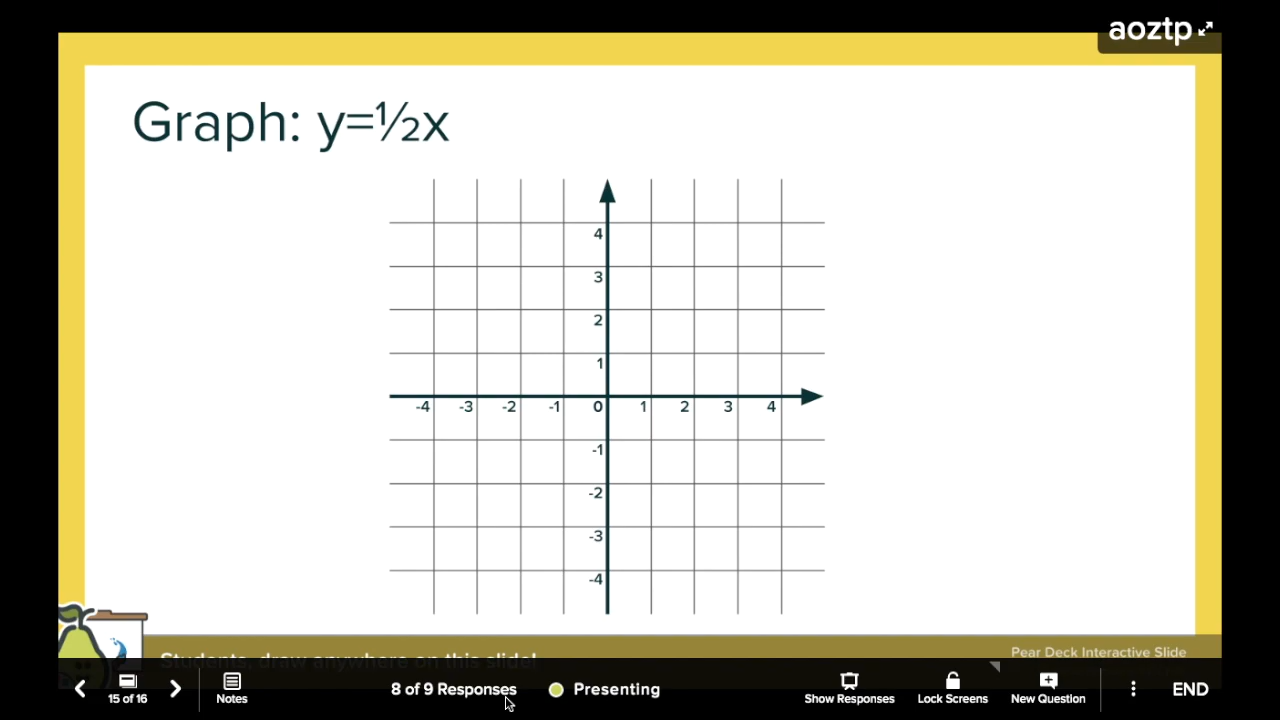 aoztp
Graph: y=½x
4
3
2
1
-4 -3 -2 -1 0 1 2 3 4
-1
-2
-3
-4
Students, draw anywhere on this slide!
Pear Deck Interactive Slide
15 of 16
Notes
8 of 9 Responses
Presenting
Show Responses
Lock Screens
New Question
END